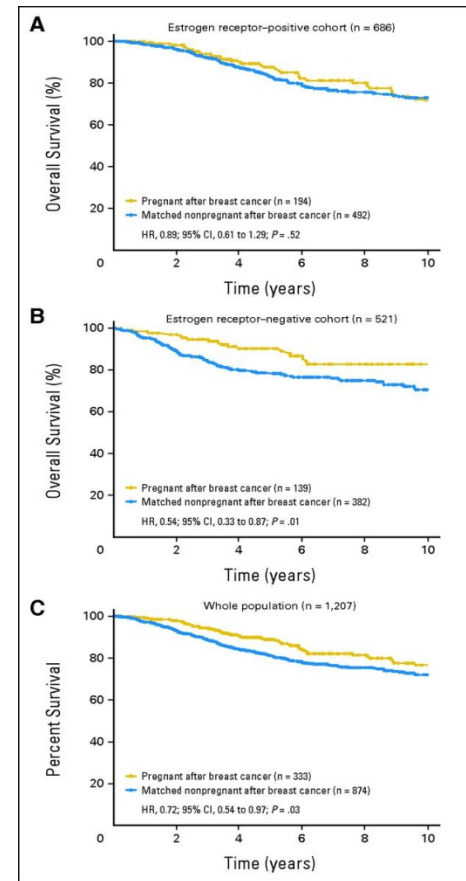 A
Estrogen receptor–positive cohort (n = 686)
100
80
60
40
20
0
2
4
6
8
10
Overall Survival (%)
Pregnant after breast cancer (n = 194)
Matched nonpregnant after breast cancer (n = 492)
HR, 0.89; 95% CI, 0.61 to 1.29; P = .52
Time (years)
B
Estrogen receptor–negative cohort (n = 521)
100
80
60
40
20
0
2
4
6
8
10
Overall Survival (%)
Pregnant after breast cancer (n = 139)
Matched nonpregnant after breast cancer (n = 382)
HR, 0.54; 95% CI, 0.33 to 0.87; P = .01
Time (years)
C
Whole population (n = 1,207)
100
80
60
40
20
0
2
4
6
8
10
Percent Survival
Pregnant after breast cancer (n = 333)
Matched nonpregnant after breast cancer (n = 874)
HR, 0.72; 95% CI, 0.54 to 0.97; P = .03
Time (years)